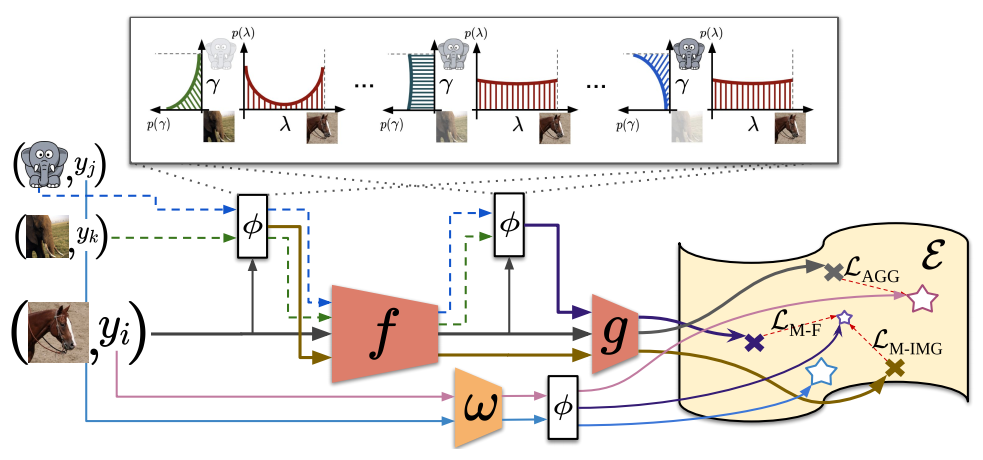 p(λ) p(λ) p(λ)
γ ... γ ... γ
p(γ) λ p(γ) λ p(γ) λ
( , y_j)
( , y_k)
( , y_i)
ϕ ϕ
f g
ω ϕ
ℰ
ℒ_AGG
ℒ_M-F
ℒ_M-IMG